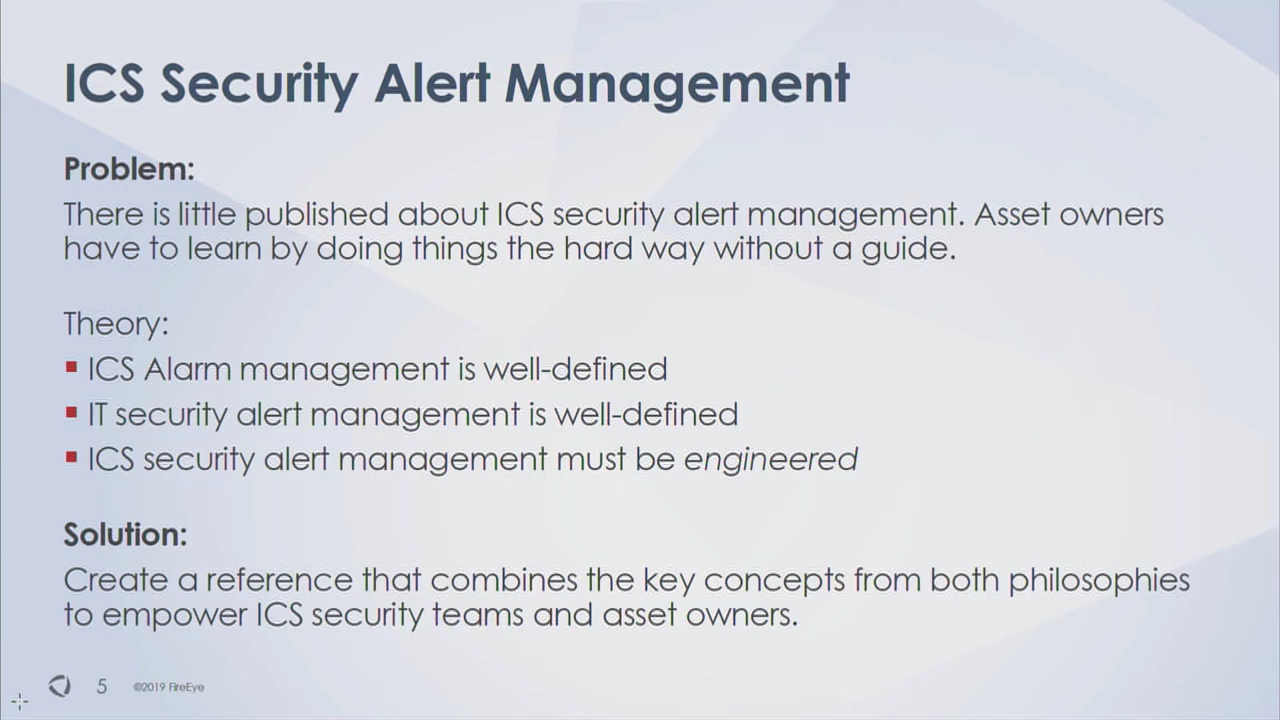 ICS Security Alert Management
Problem:
There is little published about ICS security alert management. Asset owners
have to learn by doing things the hard way without a guide.
Theory:
▪ ICS Alarm management is well-defined
▪ IT security alert management is well-defined
▪ ICS security alert management must be engineered
Solution:
Create a reference that combines the key concepts from both philosophies
to empower ICS security teams and asset owners.
5 ©2019 FireEye